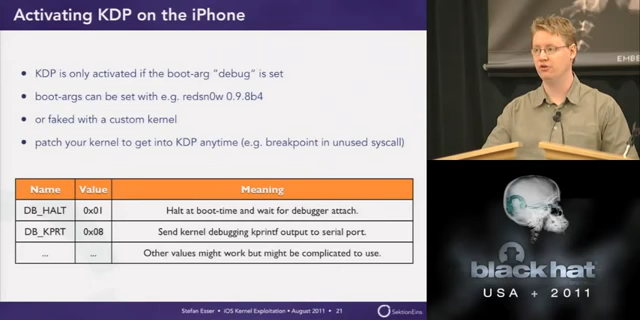 Activating KDP on the iPhone
• KDP is only activated if the boot-arg "debug" is set
• boot-args can be set with e.g. redsn0w 0.9.8b4
• or faked with a custom kernel
• patch your kernel to get into KDP anytime (e.g. breakpoint in unused syscall)
Name Value Meaning
DB_HALT 0x01 Halt at boot-time and wait for debugger attach.
DB_KPRT 0x08 Send kernel debugging kprintf output to serial port.
... ... Other values might work but might be complicated to use.
Stefan Esser • iOS Kernel Exploitation • August 2011 • 21
SektionEins
EMBE
black hat
USA + 2011